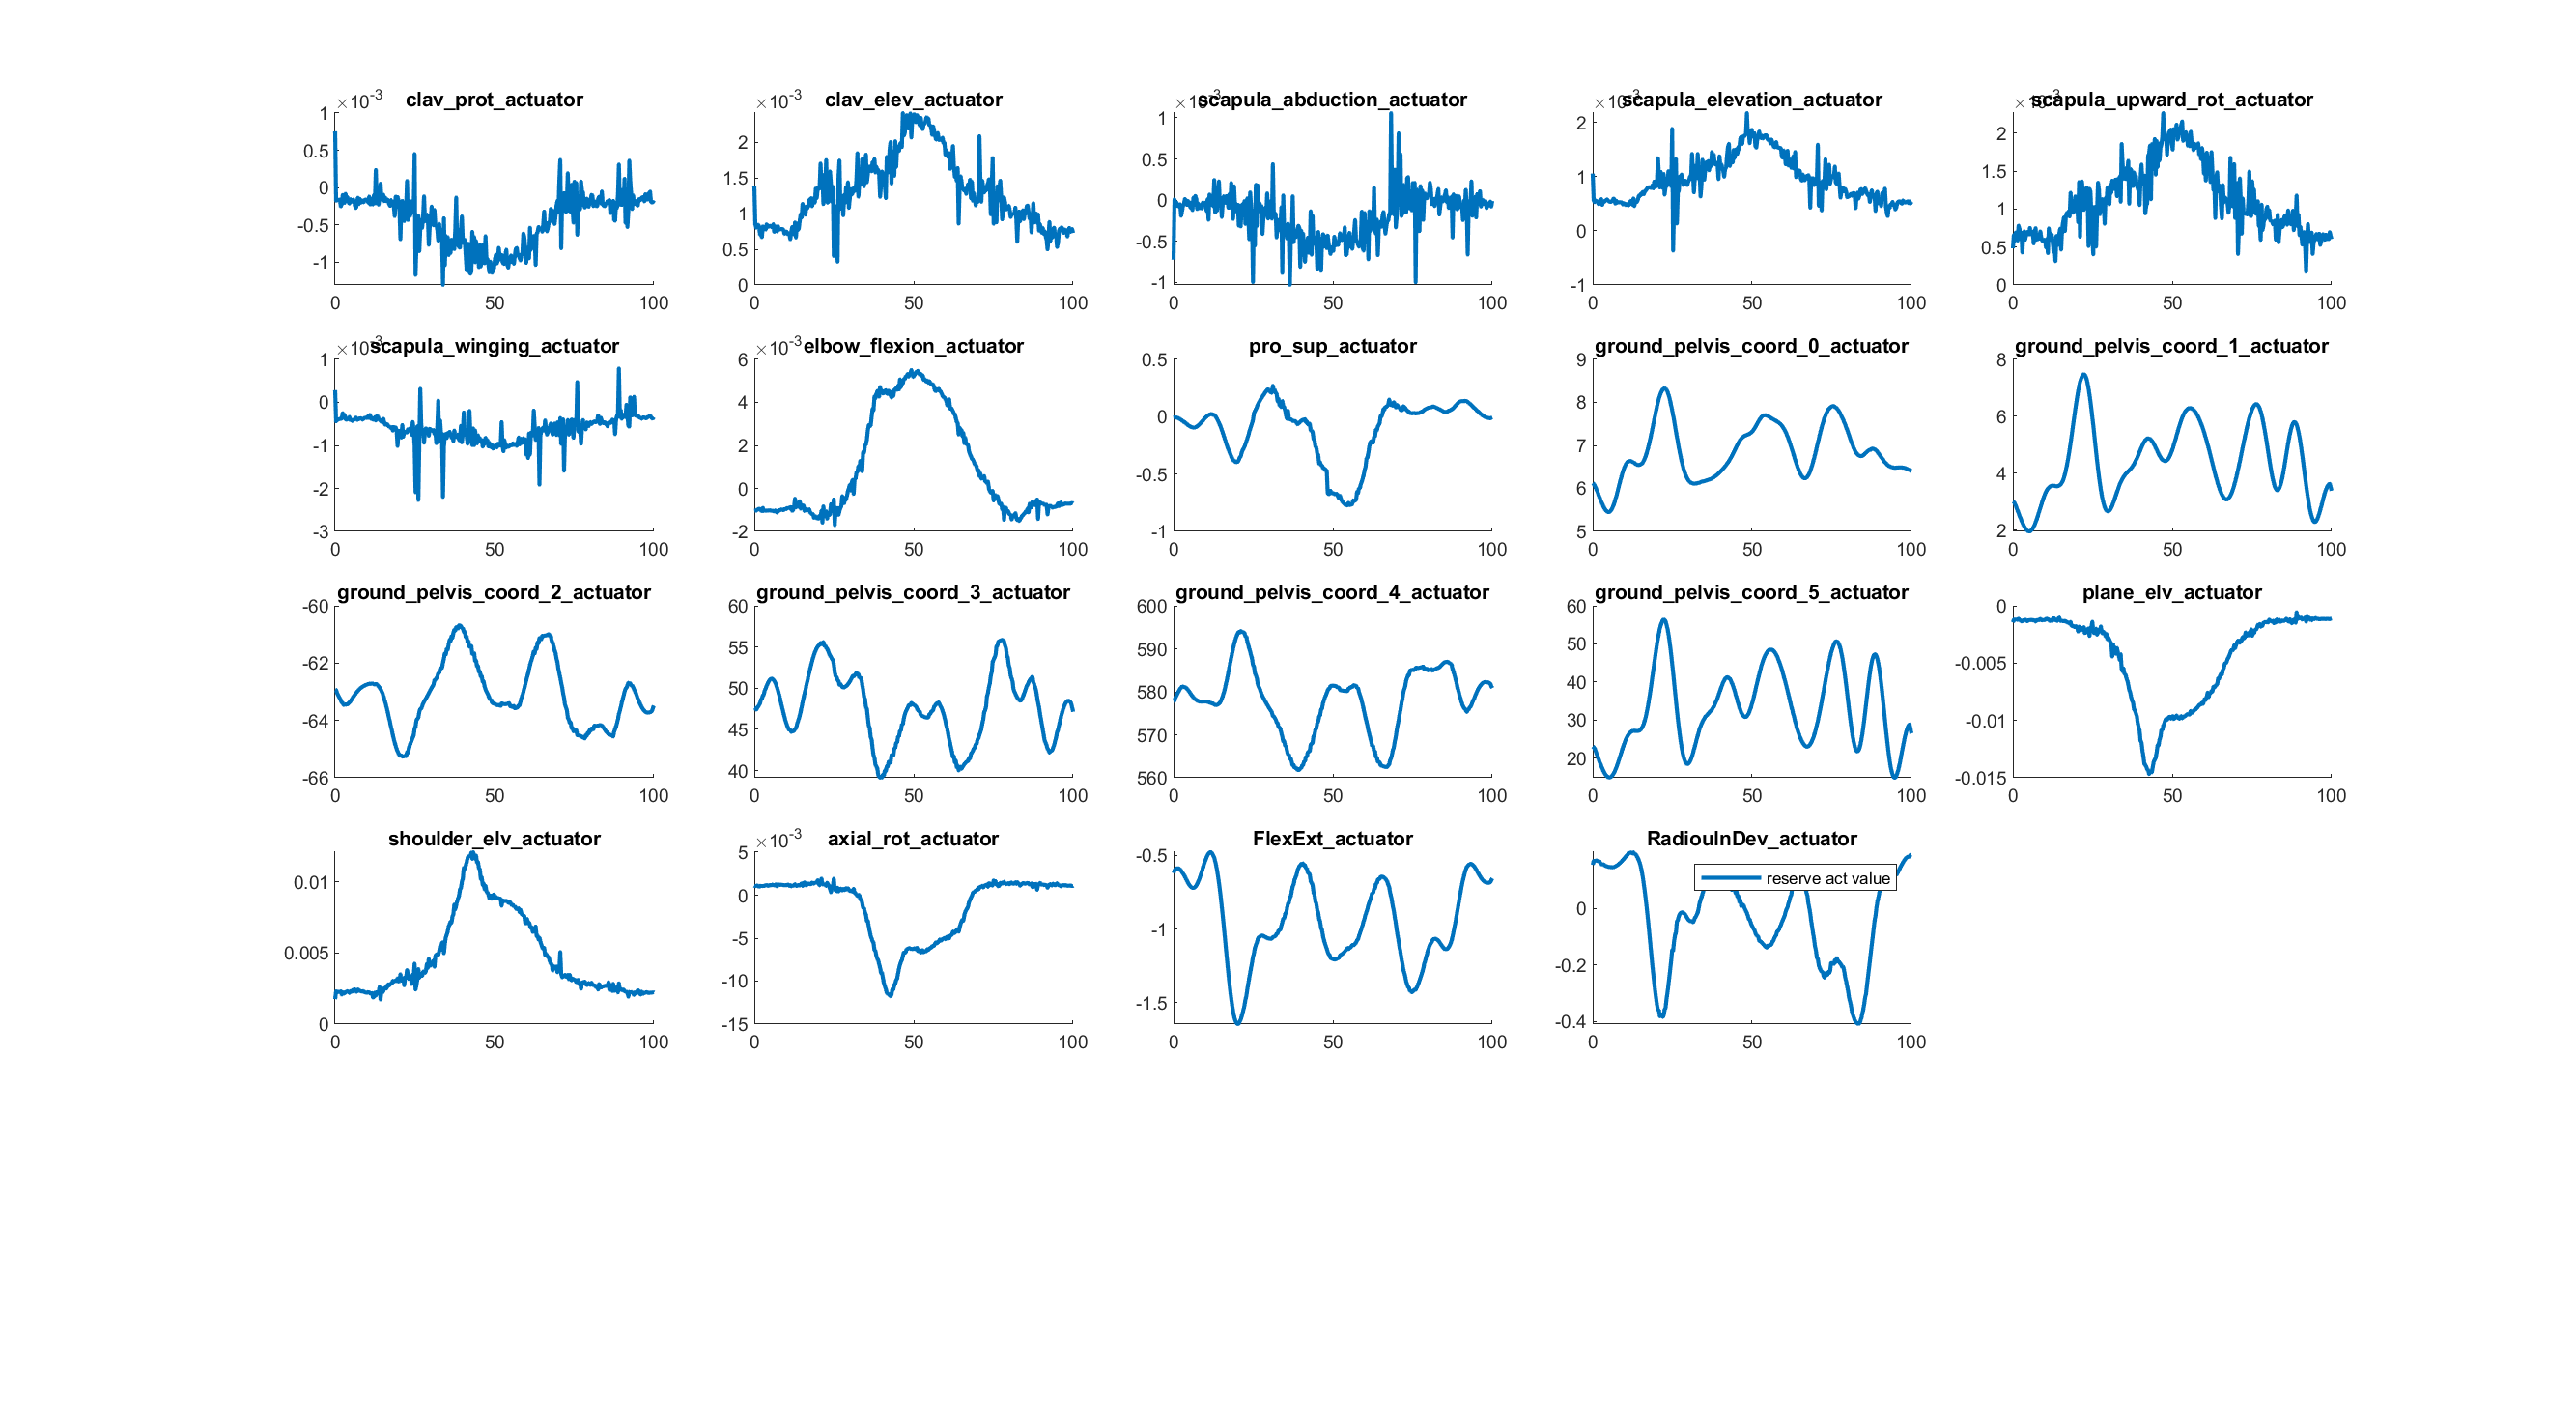 clav_prot_actuator
×10-3
1
0.5
0
-0.5
-1
0 50 100
clav_elev_actuator
×10-3
2
1.5
1
0.5
0
0 50 100
scapula_abduction_actuator
×10-3
1
0.5
0
-0.5
-1
0 50 100
scapula_elevation_actuator
×10-3
2
1
0
-1
0 50 100
scapula_upward_rot_actuator
×10-3
2
1.5
1
0.5
0
0 50 100
scapula_winging_actuator
×10-3
1
0
-1
-2
-3
0 50 100
elbow_flexion_actuator
×10-3
6
4
2
0
-2
0 50 100
pro_sup_actuator
0.5
0
-0.5
-1
0 50 100
ground_pelvis_coord_0_actuator
9
8
7
6
5
0 50 100
ground_pelvis_coord_1_actuator
8
6
4
2
0 50 100
ground_pelvis_coord_2_actuator
-60
-62
-64
-66
0 50 100
ground_pelvis_coord_3_actuator
60
55
50
45
40
0 50 100
ground_pelvis_coord_4_actuator
600
590
580
570
560
0 50 100
ground_pelvis_coord_5_actuator
60
50
40
30
20
0 50 100
plane_elv_actuator
0
-0.005
-0.01
-0.015
0 50 100
shoulder_elv_actuator
0.01
0.005
0
0 50 100
axial_rot_actuator
×10-3
5
0
-5
-10
-15
0 50 100
FlexExt_actuator
-0.5
-1
-1.5
0 50 100
RadioulnDev_actuator
reserve act value
0
-0.2
-0.4
0 50 100